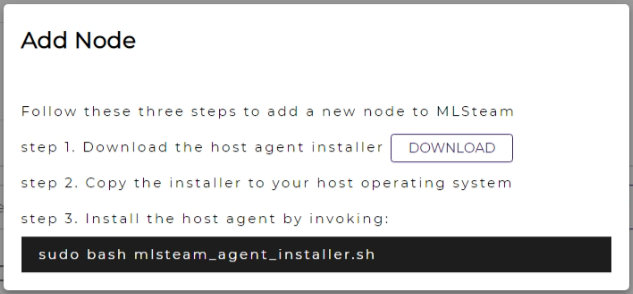 Add Node
Follow these three steps to add a new node to MLSteam
step 1. Download the host agent installer DOWNLOAD
step 2. Copy the installer to your host operating system
step 3. Install the host agent by invoking:
sudo bash mlsteam_agent_installer.sh